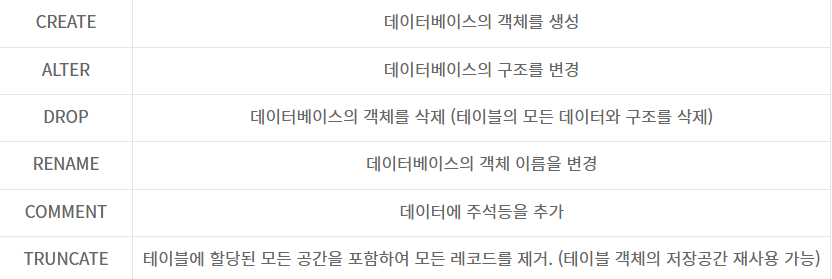 CREATE 데이터베이스의 객체를 생성
ALTER 데이터베이스의 구조를 변경
DROP 데이터베이스의 객체를 삭제 (테이블의 모든 데이터와 구조를 삭제)
RENAME 데이터베이스의 객체 이름을 변경
COMMENT 데이터에 주석등을 추가
TRUNCATE 테이블에 할당된 모든 공간을 포함하여 모든 레코드를 제거. (테이블 객체의 저장공간 재사용 가능)